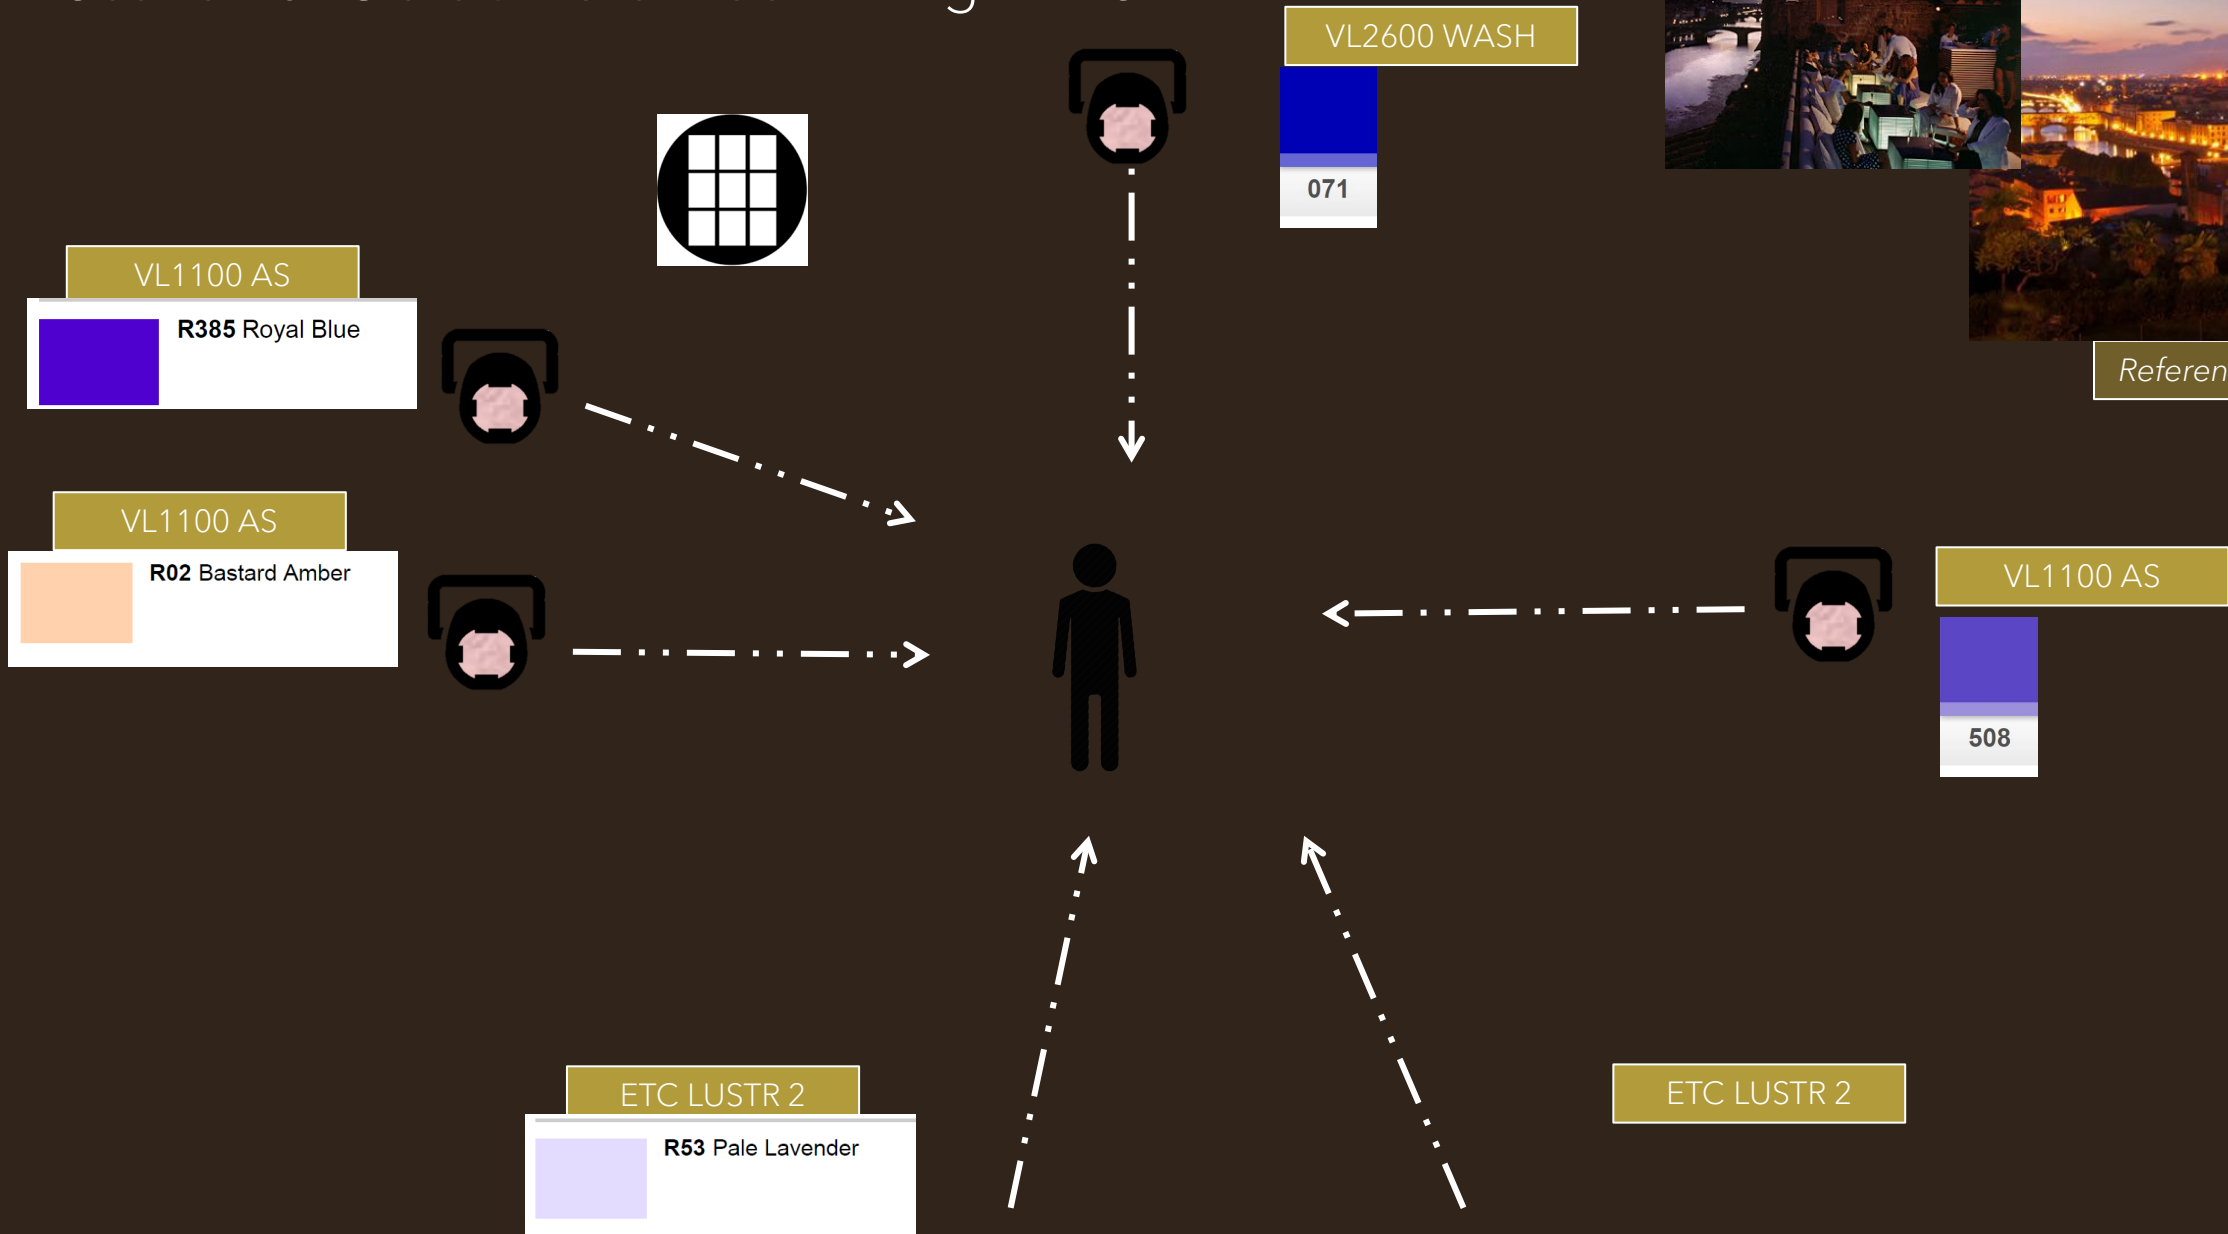 VL2600 WASH
071
VL1100 AS
R385 Royal Blue
VL1100 AS
R02 Bastard Amber
VL1100 AS
508
ETC LUSTR 2
R53 Pale Lavender
ETC LUSTR 2